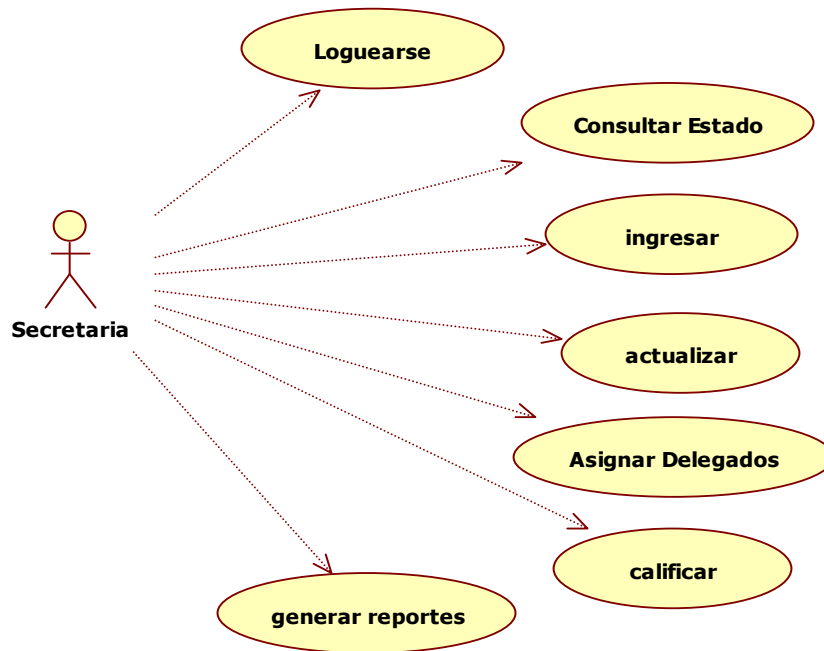 Loguearse
Consultar Estado
ingresar
Secretaria
actualizar
Asignar Delegados
calificar
generar reportes